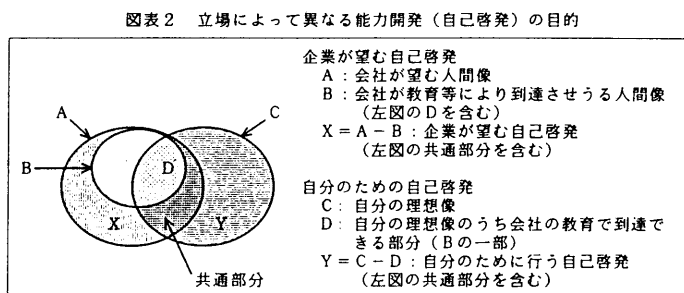 図表2 立場によって異なる能力開発（自己啓発）の目的
企業が望む自己啓発
A：会社が望む人間像
B：会社が教育等により到達させうる人間像
（左図のDを含む）
X＝A－B：企業が望む自己啓発
（左図の共通部分を含む）
自分のための自己啓発
C：自分の理想像
D：自分の理想像のうち会社の教育で到達で
きる部分（Bの一部）
Y＝C－D：自分のために行う自己啓発
（左図の共通部分を含む）
A
C
B
D
X
Y
共通部分